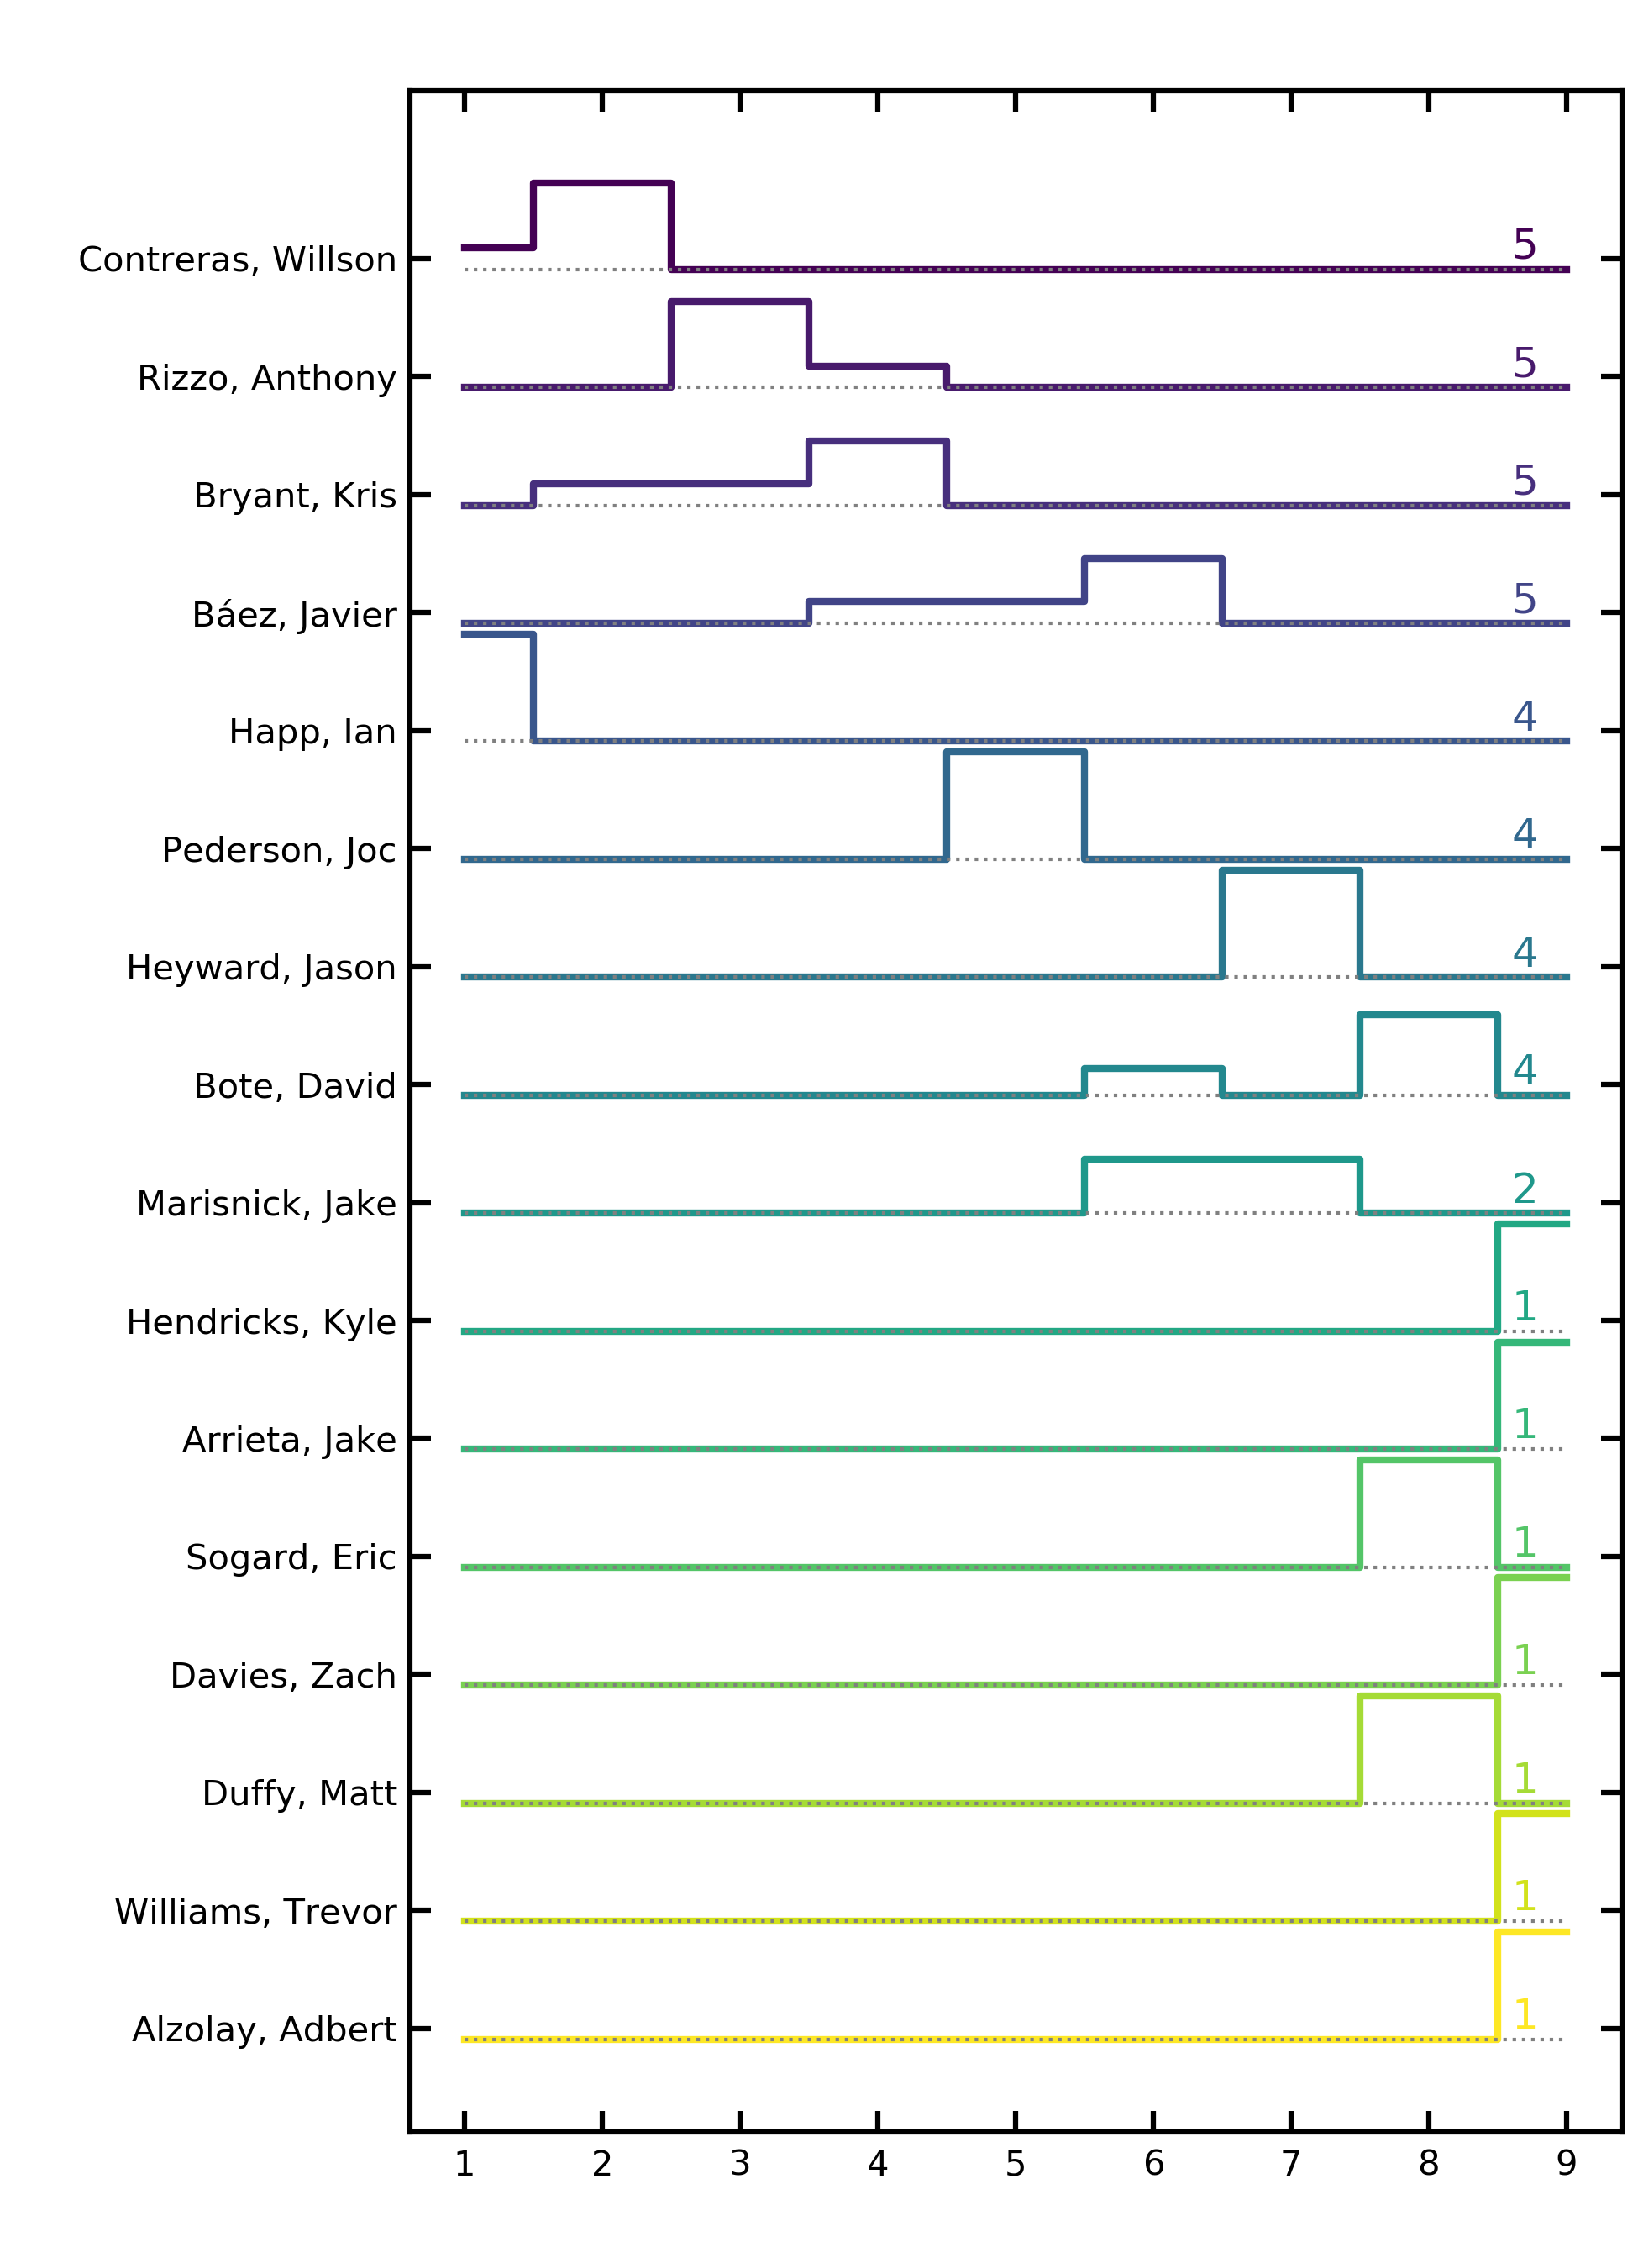 Contreras, Willson 5
Rizzo, Anthony 5
Bryant, Kris 5
Báez, Javier 5
Happ, Ian 4
Pederson, Joc 4
Heyward, Jason 4
Bote, David 4
Marisnick, Jake 2
Hendricks, Kyle 1
Arrieta, Jake 1
Sogard, Eric 1
Davies, Zach 1
Duffy, Matt 1
Williams, Trevor 1
Alzolay, Adbert 1
1 2 3 4 5 6 7 8 9